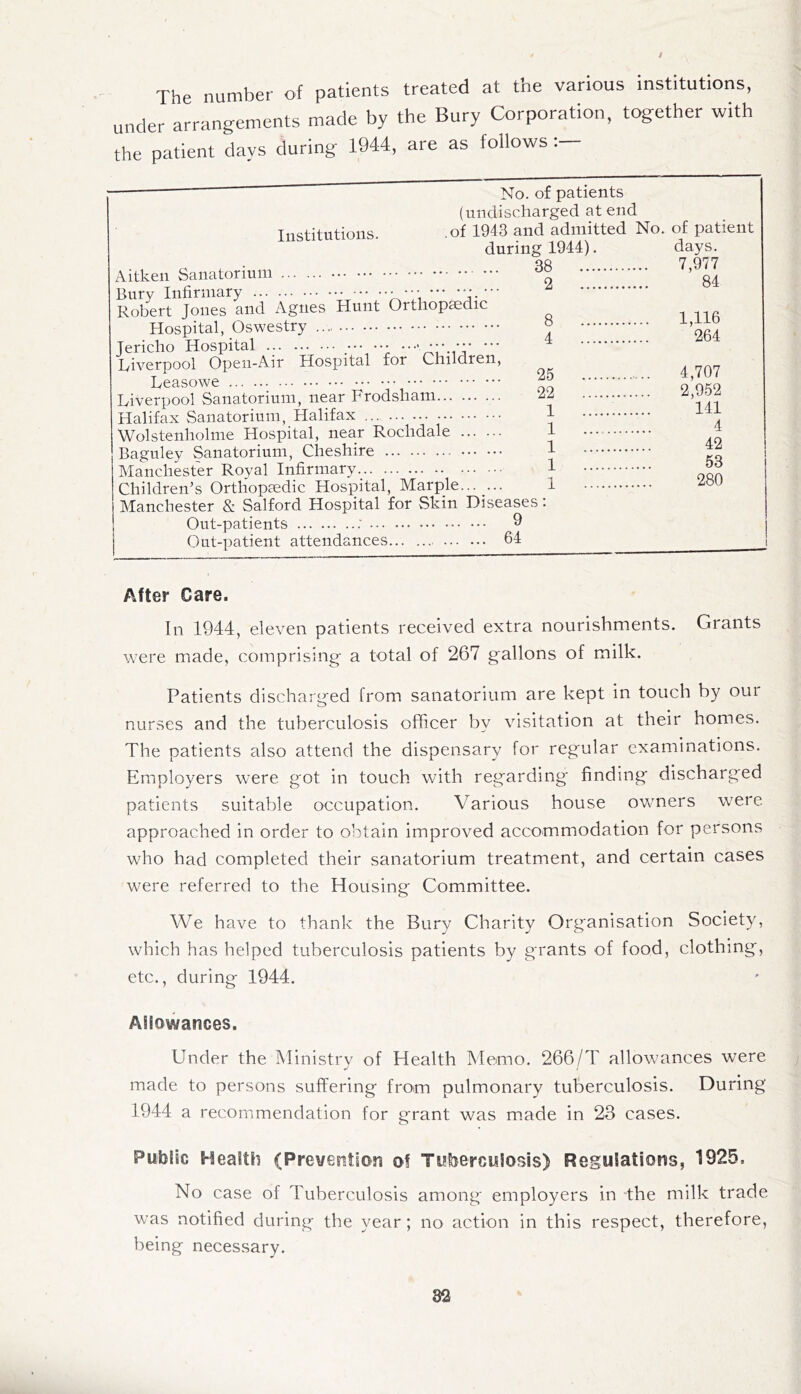 The number of patients treated at the various institutions,
under arrangements made by the Bury Corporation, together with
the patient days during 1944, are as follows :—
No. of patients
(undischarged at end
Institutions. of 1943 and admitted No. of patient
during 1944). days.
Aitken Sanatorium ... 38 ... 7,977
Bury Infirmary ... 2 ... 84
Robert Jones and Agnes Hunt Orthopædic
Hospital, Oswestry ... 8 ... 1,116
Jericho Hospital ... 4 ... 264
Liverpool Open-Air Hospital for Children,
Leasowe ... 25 ... 4,707
Liverpool Sanatorium, near Frodsham... 22 ... 2,952
Halifax Sanatorium, Halifax ... 1 ... 141
Wolstenholme Hospital, near Rochdale ... 1 ... 4
Baguley Sanatorium, Cheshire ... 1 ... 42
Manchester Royal Infirmary... 1 ... 53
Children's Orthopædic Hospital, Marple... 1 ... 280
Manchester & Salford Hospital for Skin Diseases:
Out-patients ... 9
Out-patient attendances... 64
After Care.
In 1944, eleven patients received extra nourishments. Grants
were made, comprising a total of 267 gallons of milk.
Patients discharged from sanatorium are kept in touch by our
nurses and the tuberculosis officer by visitation at their homes.
The patients also attend the dispensary for regular examinations.
Employers were got in touch with regarding finding discharged
patients suitable occupation. Various house owners were
approached in order to obtain improved accommodation for persons
who had completed their sanatorium treatment, and certain cases
were referred to the Housing Committee.
We have to thank the Bury Charity Organisation Society,
which has helped tuberculosis patients by grants of food, clothing,
etc., during 1944.
Allowances.
Under the Ministry of Health Memo. 266/T allowances were
made to persons suffering from pulmonary tuberculosis. During
1944 a recommendation for grant was made in 23 cases.
Public Health (Prevention of Tuberculosis) Regulations, 1925.
No case of Tuberculosis among employers in the milk trade
was notified during the year; no action in this respect, therefore,
being necessary.
32